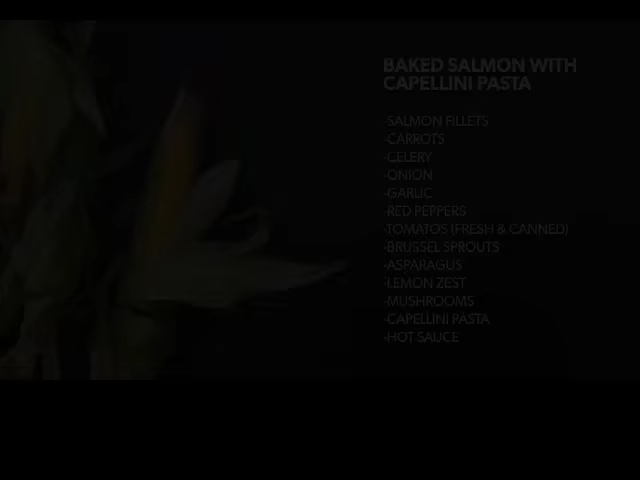 BAKED SALMON WITH
CAPELLINI PASTA
-SALMON FILLETS
-CARROTS
-CELERY
-ONION
-GARLIC
-RED PEPPERS
-TOMATOS (FRESH & CANNED)
-BRUSSEL SPROUTS
-ASPARAGUS
-LEMON ZEST
-MUSHROOMS
-CAPELLINI PASTA
-HOT SAUCE